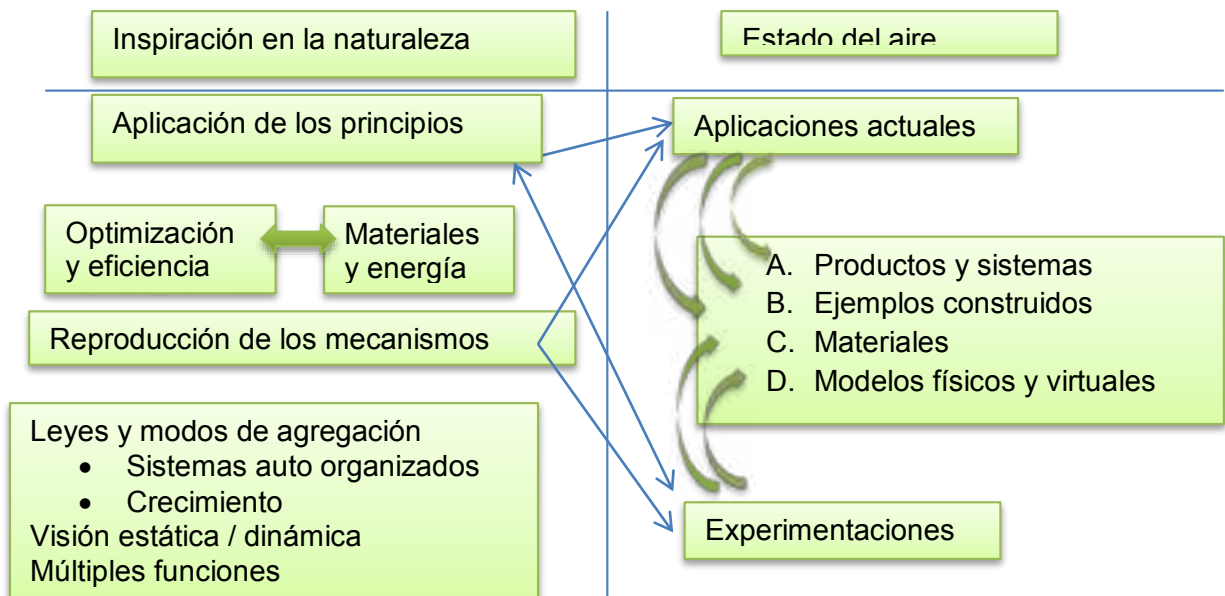 Inspiración en la naturaleza
Estado del aire
Aplicación de los principios
Aplicaciones actuales
Optimización
y eficiencia
Materiales
y energía
A. Productos y sistemas
B. Ejemplos construidos
C. Materiales
D. Modelos físicos y virtuales
Reproducción de los mecanismos
Leyes y modos de agregación
• Sistemas auto organizados
• Crecimiento
Visión estática / dinámica
Múltiples funciones
Experimentaciones